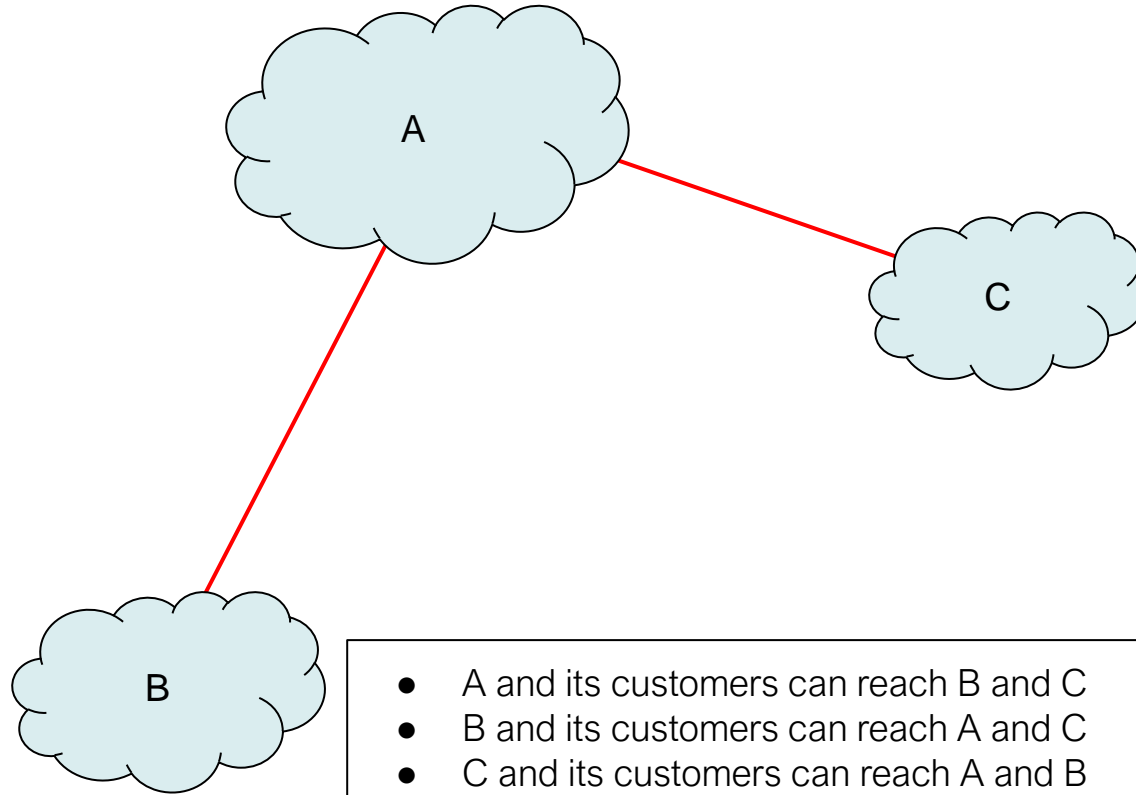 A
C
B
● A and its customers can reach B and C
● B and its customers can reach A and C
● C and its customers can reach A and B